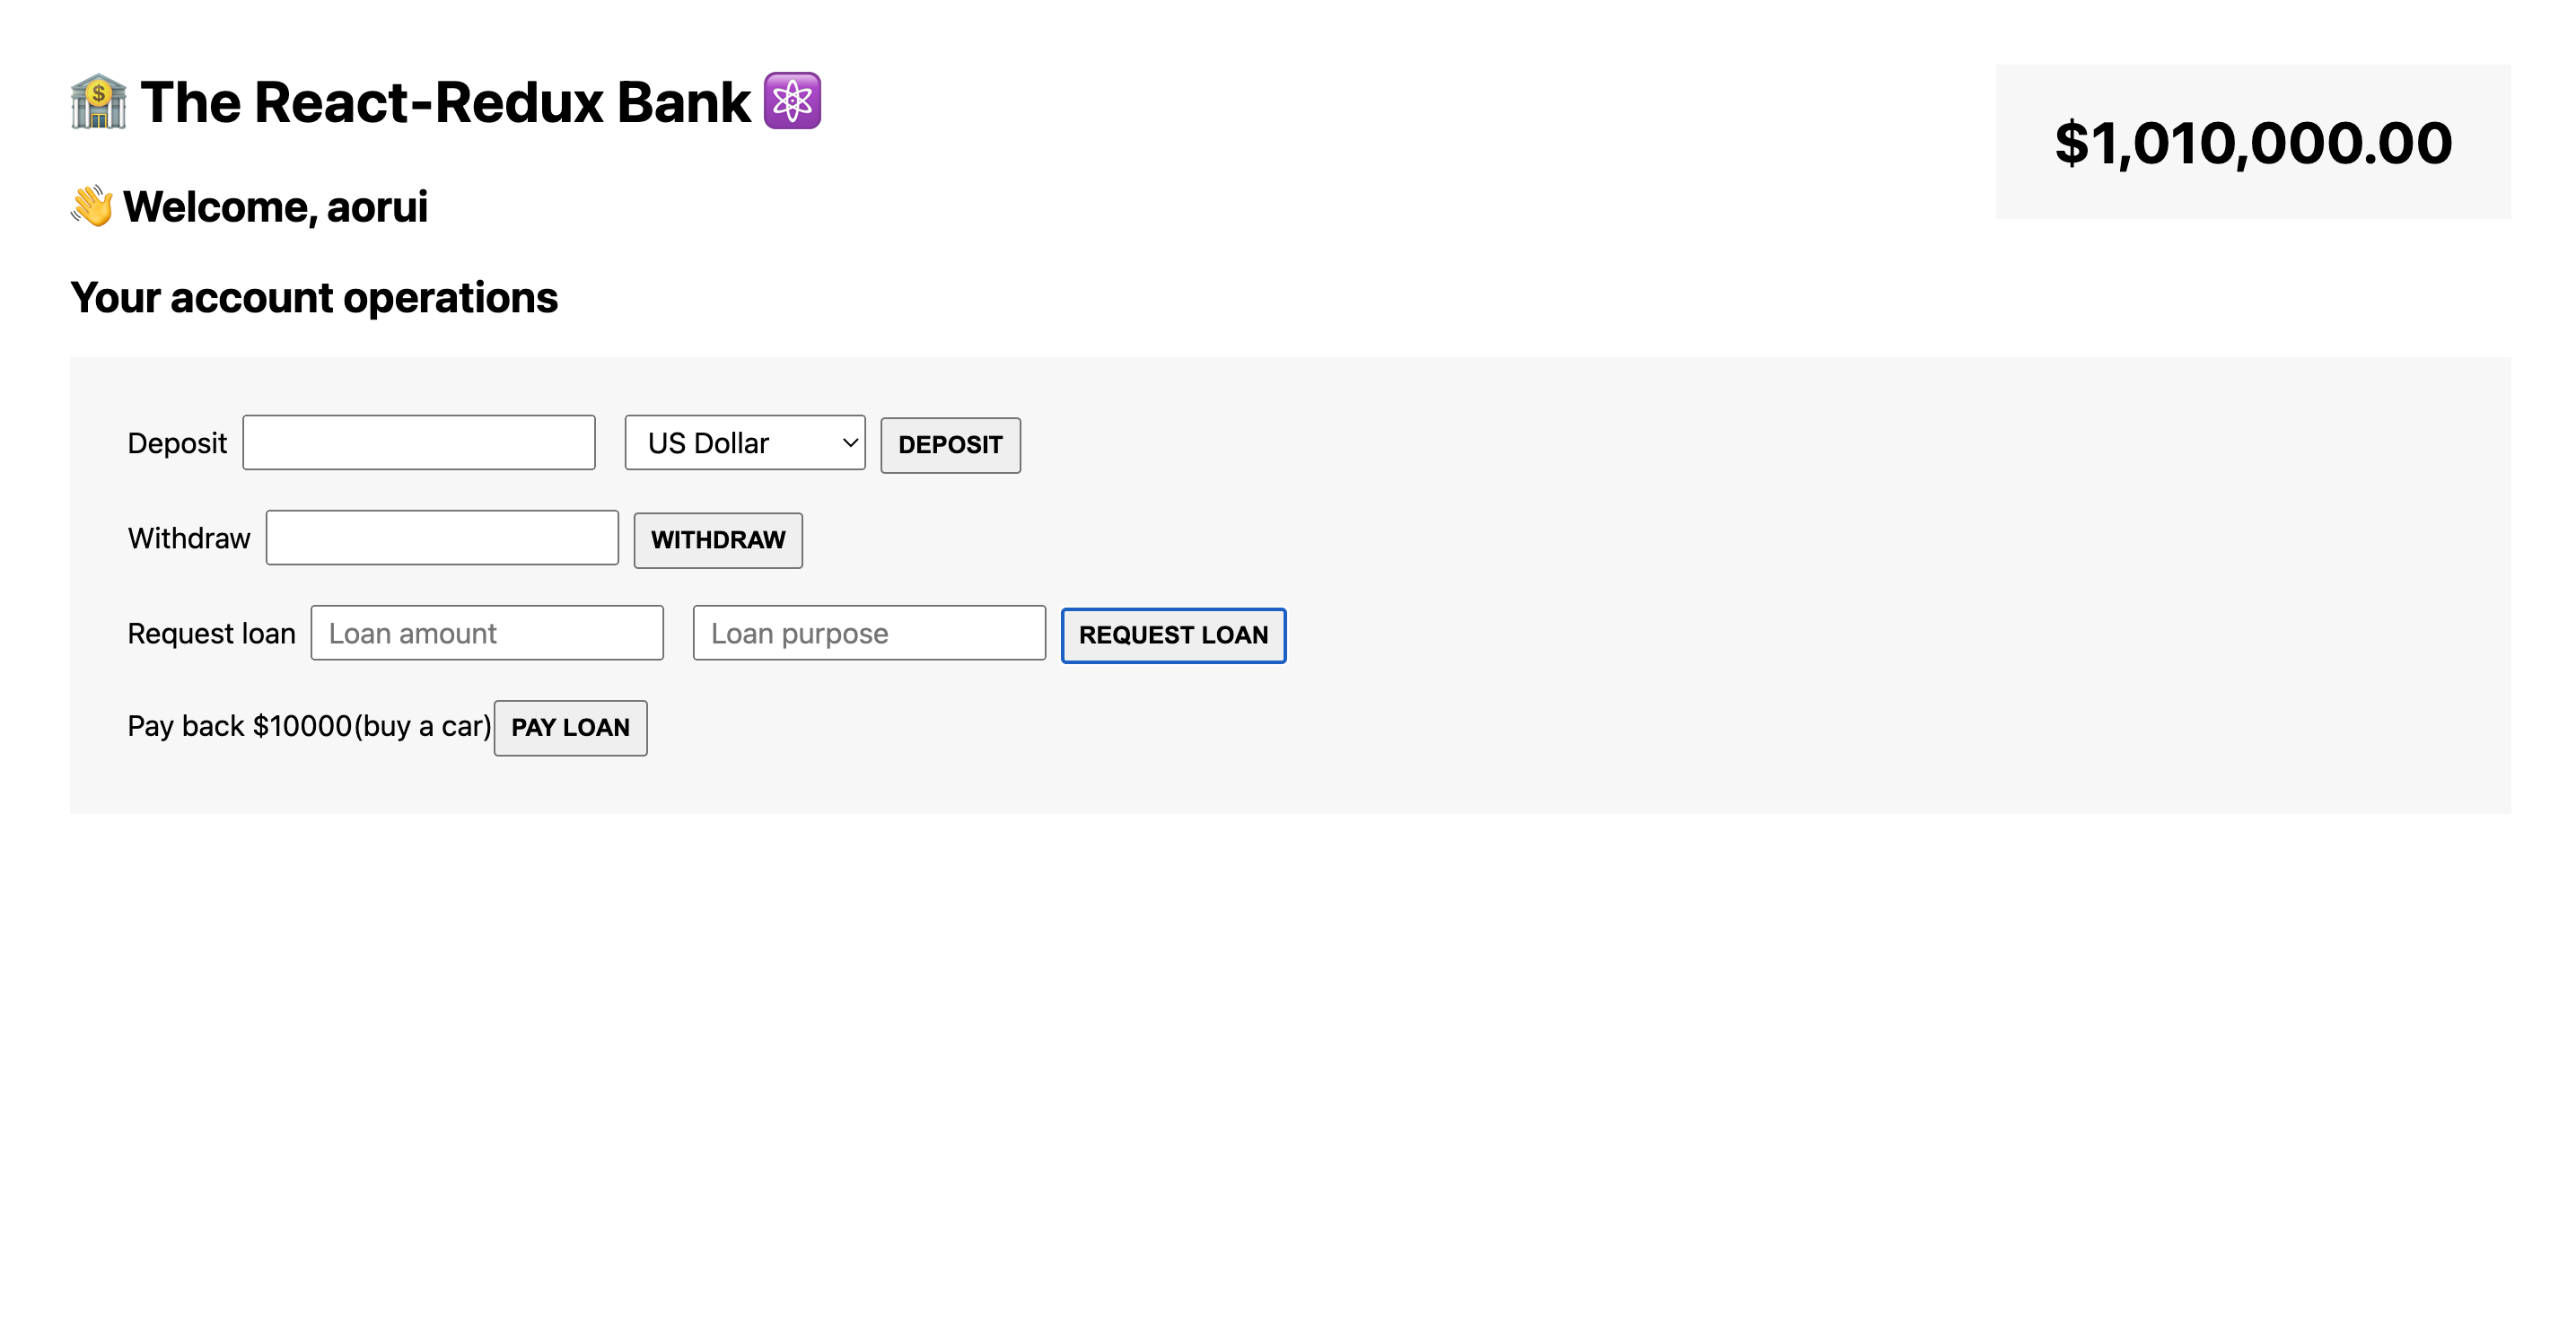 The React-Redux Bank
$1,010,000.00
Welcome, aorui
Your account operations
Deposit US Dollar DEPOSIT
Withdraw WITHDRAW
Request loan Loan amount Loan purpose REQUEST LOAN
Pay back $10000(buy a car) PAY LOAN